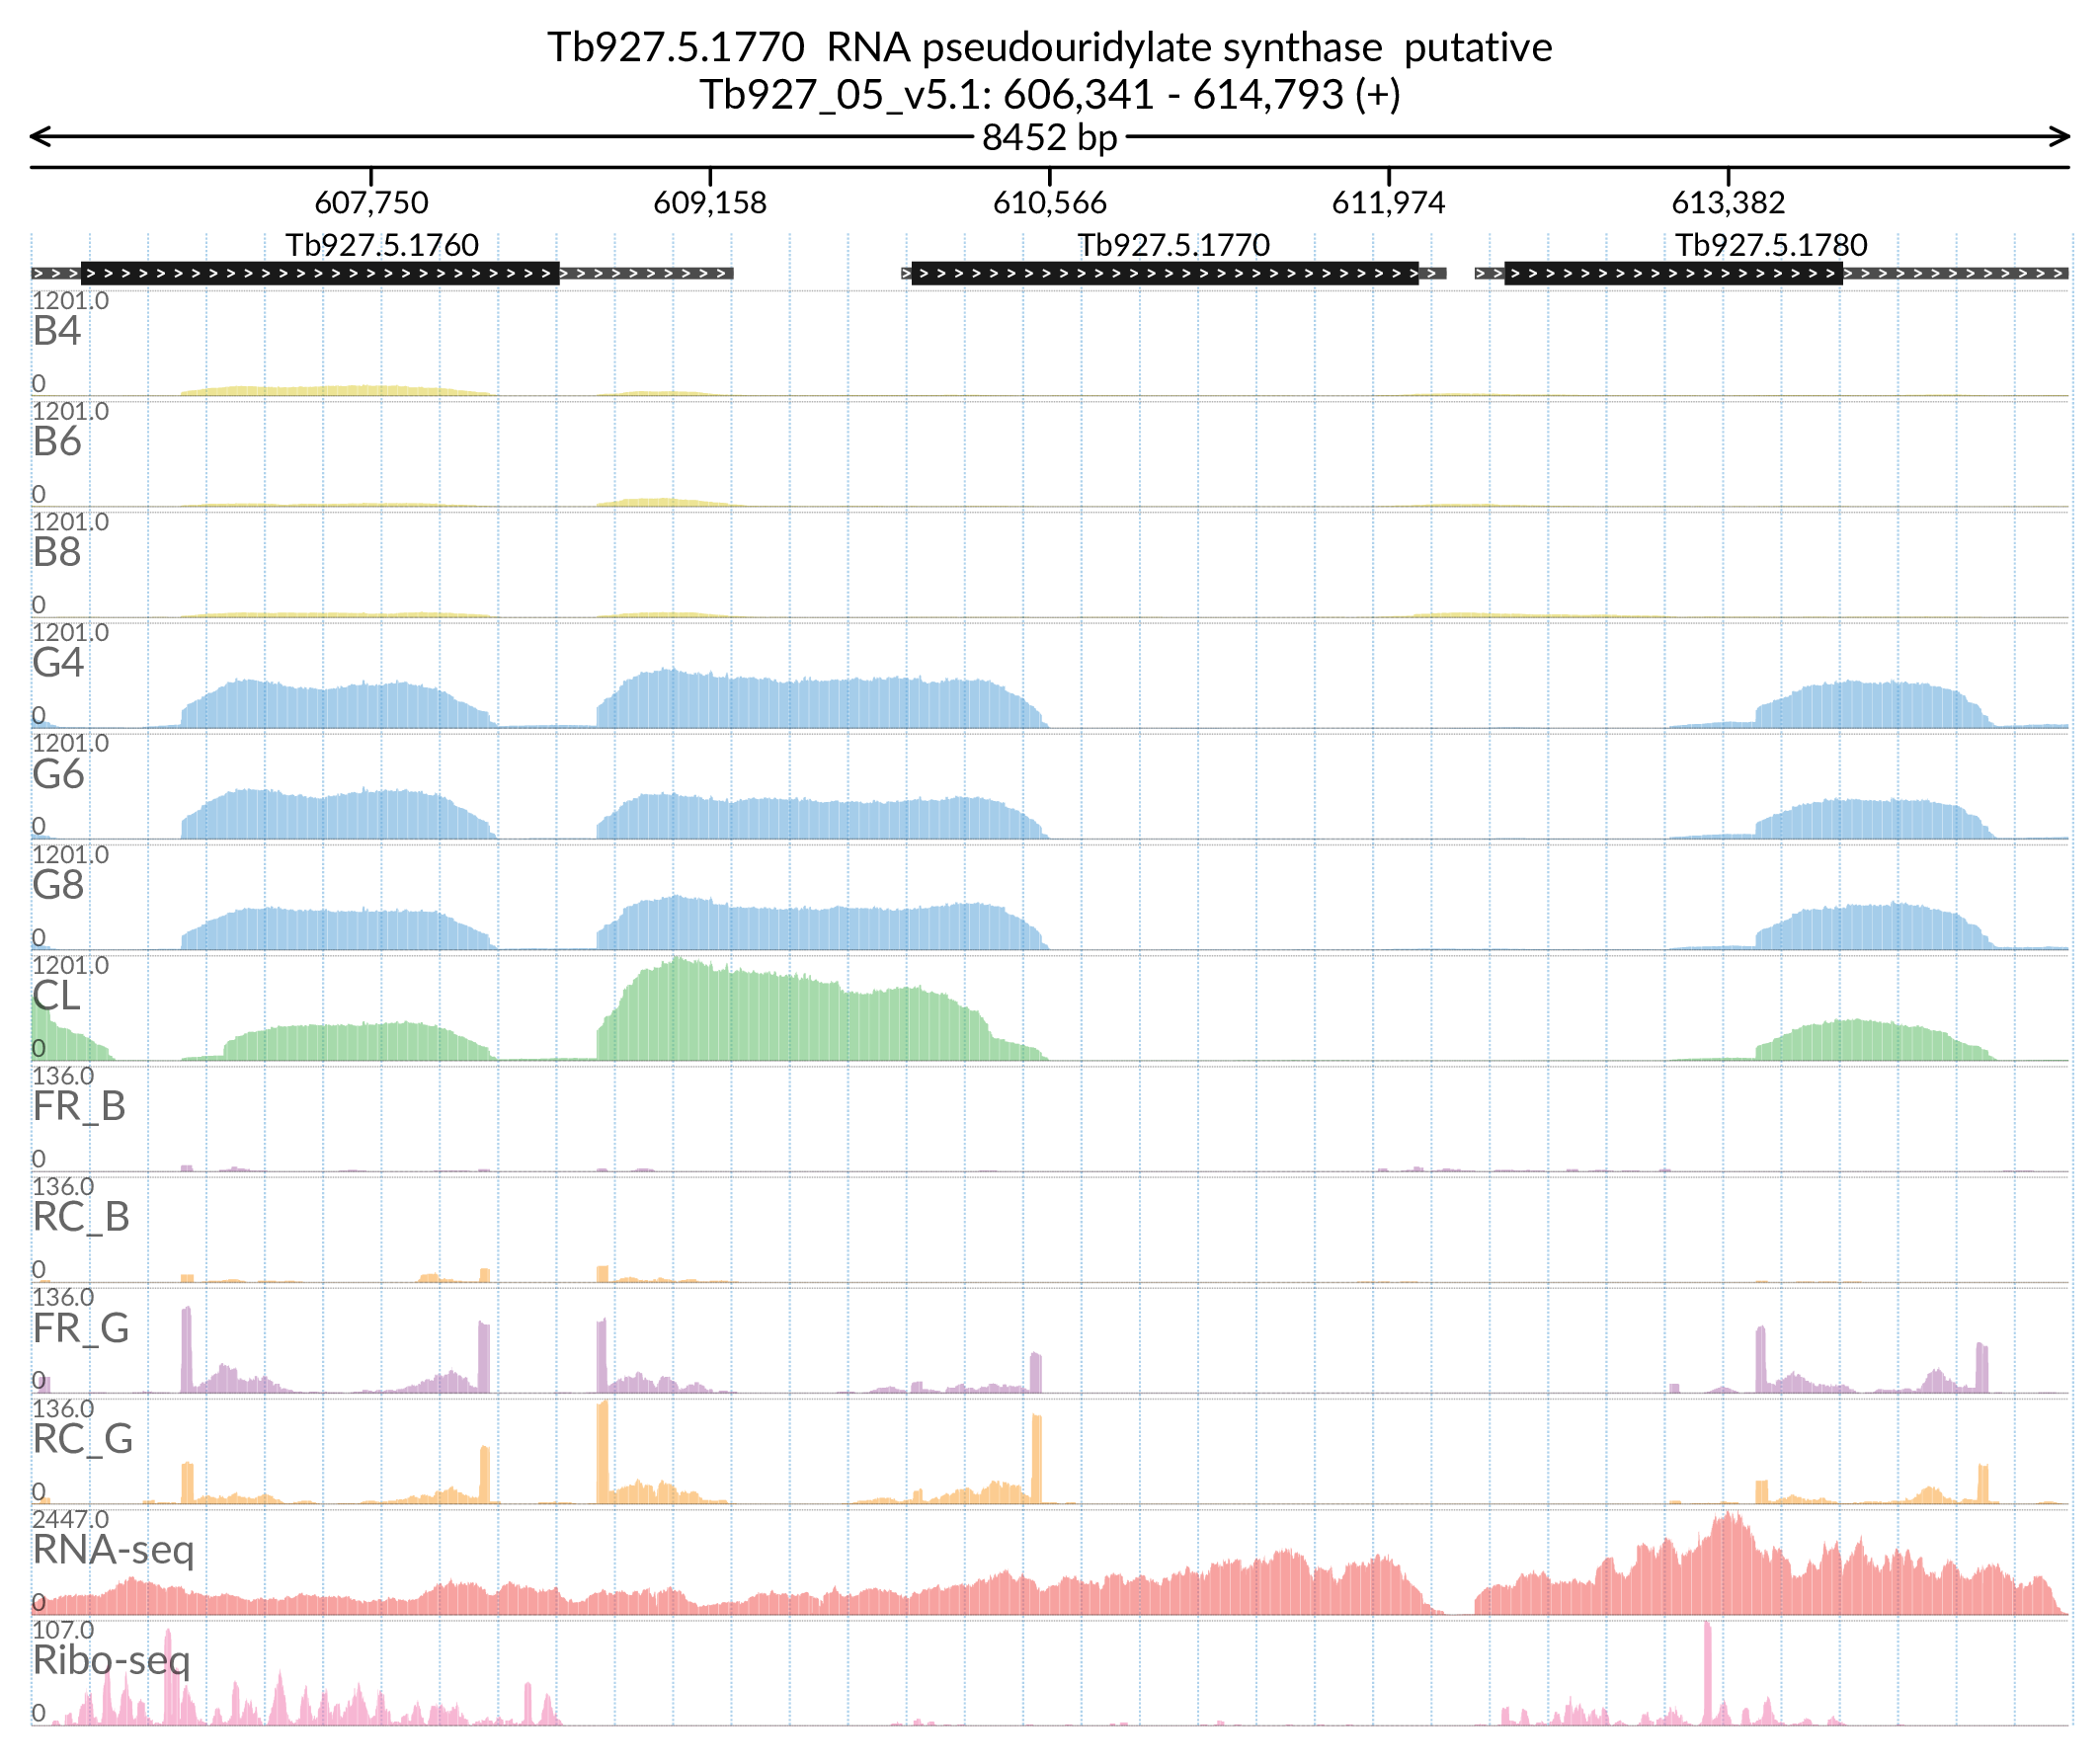 Tb927.5.1770  RNA pseudouridylate synthase  putative
Tb927_05_v5.1: 606,341 - 614,793 (+)
8452 bp
607,750 609,158 610,566 611,974 613,382
Tb927.5.1760 Tb927.5.1770 Tb927.5.1780
1201.0
B4
0
1201.0
B6
0
1201.0
B8
0
1201.0
G4
0
1201.0
G6
0
1201.0
G8
0
1201.0
CL
0
136.0
FR_B
0
136.0
RC_B
0
136.0
FR_G
0
136.0
RC_G
0
2447.0
RNA-seq
0
107.0
Ribo-seq
0